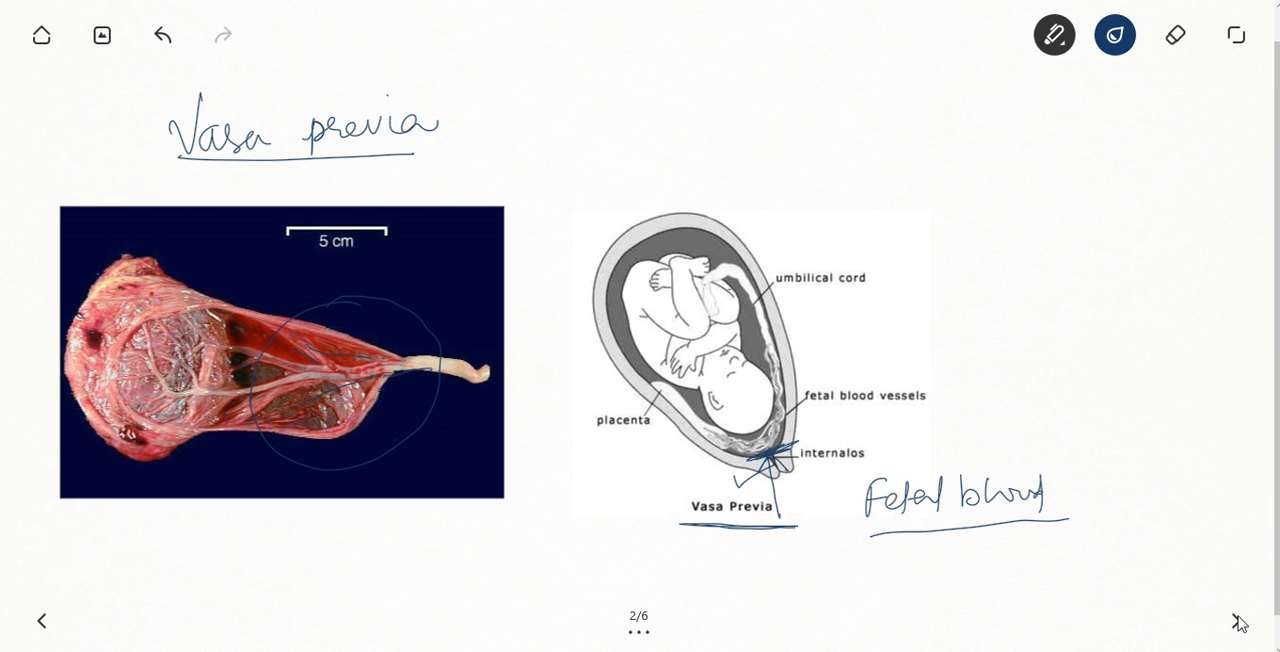 Vasa previa
5 cm
umbilical cord
fetal blood vessels
placenta
internalos
Vasa Previa
Fetal blood
2/6